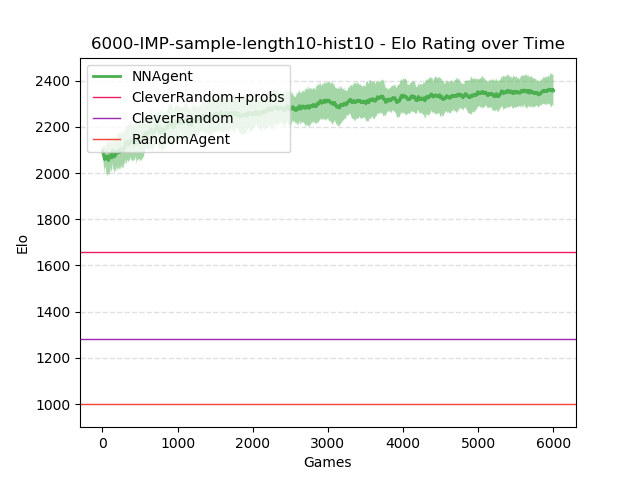 6000-IMP-sample-length10-hist10 - Elo Rating over Time
NNAgent
CleverRandom+probs
CleverRandom
RandomAgent
2400
2200
2000
1800
1600
1400
1200
1000
Elo
0 1000 2000 3000 4000 5000 6000
Games